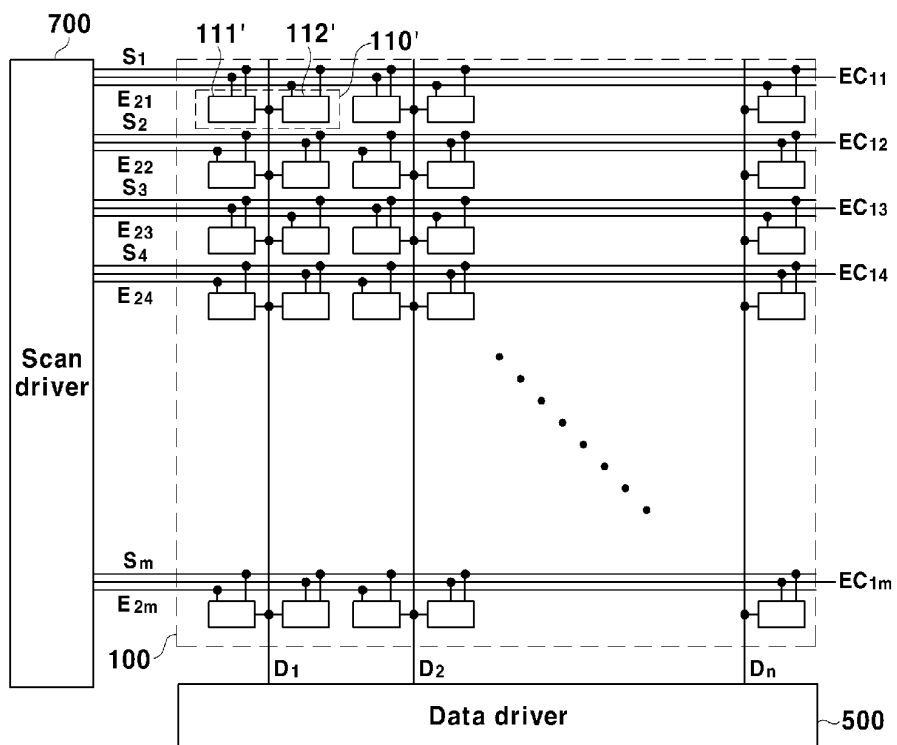 700
111' 112' 110'
S1
EC11
E21
S2
EC12
E22
S3
EC13
E23
S4
EC14
E24
Scan
driver
Sm
EC1m
E2m
100
D1 D2 Dn
Data driver
500